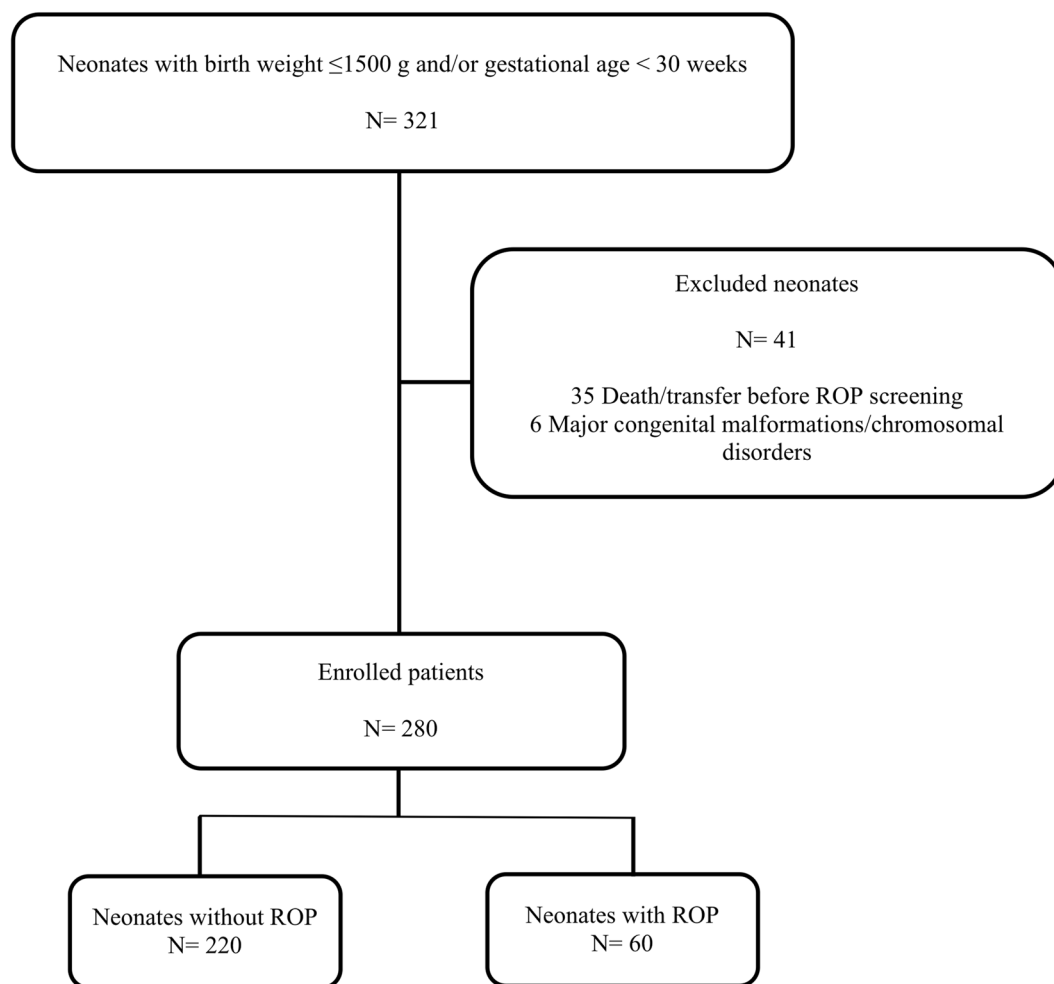 Neonates with birth weight ≤1500 g and/or gestational age < 30 weeks
N= 321
Excluded neonates
N= 41
35 Death/transfer before ROP screening
6 Major congenital malformations/chromosomal
disorders
Enrolled patients
N= 280
Neonates without ROP
N= 220
Neonates with ROP
N= 60